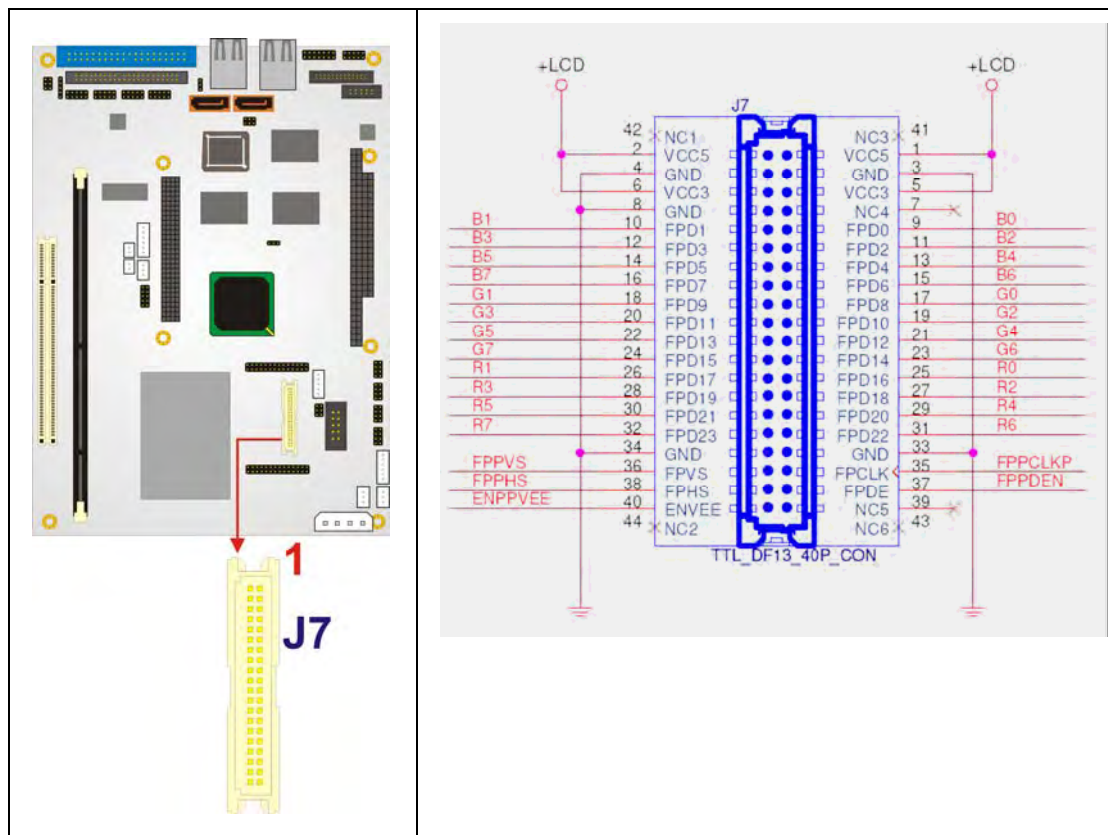 1
J7
+LCD +LCD
J7
42 NC1 NC3 41
2 VCC5 VCC5 1
4 GND GND 3
6 VCC3 VCC3 5
8 GND NC4 7
B1 10 FPD1 FPD0 9 B0
B3 12 FPD3 FPD2 11 B2
B5 14 FPD5 FPD4 13 B4
B7 16 FPD7 FPD6 15 B6
G1 18 FPD9 FPD8 17 G0
G3 20 FPD11 FPD10 19 G2
G5 22 FPD13 FPD12 21 G4
G7 24 FPD15 FPD14 23 G6
R1 26 FPD17 FPD16 25 R0
R3 28 FPD19 FPD18 27 R2
R5 30 FPD21 FPD20 29 R4
R7 32 FPD23 FPD22 31 R6
34 GND GND 33
FPPVS 36 FPVS FPCLK 35 FPPCLKP
FPPHS 38 FPHS FPDE 37 FPPDEN
ENPPVEE 40 ENVEE NC5 39
44 NC2 NC6 43
TTL_DF13_40P_CON